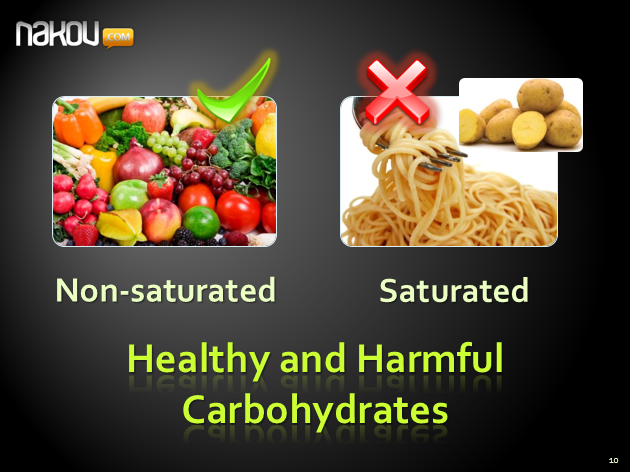 nakov
.COM
Non-saturated
Saturated
Healthy and Harmful
Carbohydrates
10